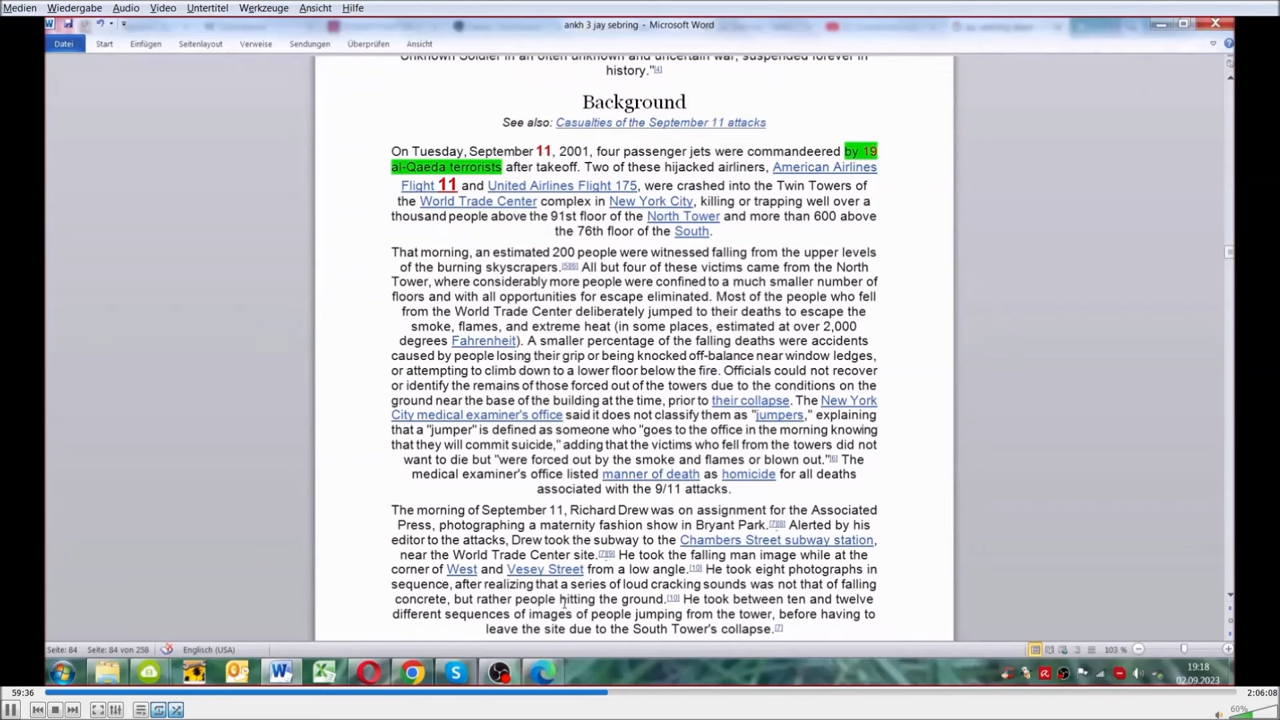 Medien Wiedergabe Audio Video Untertitel Werkzeuge Ansicht Hilfe
ankh 3 jay sebring - Microsoft Word
Datei Start Einfügen Seitenlayout Verweise Sendungen Überprüfen Ansicht
Unknown Soldier in an often unknown and uncertain war, suspended forever in
history."[4]
Background
See also: Casualties of the September 11 attacks
On Tuesday, September 11, 2001, four passenger jets were commandeered by 19
al-Qaeda terrorists after takeoff. Two of these hijacked airliners, American Airlines
Flight 11 and United Airlines Flight 175, were crashed into the Twin Towers of
the World Trade Center complex in New York City, killing or trapping well over a
thousand people above the 91st floor of the North Tower and more than 600 above
the 76th floor of the South.
That morning, an estimated 200 people were witnessed falling from the upper levels
of the burning skyscrapers.[5][6] All but four of these victims came from the North
Tower, where considerably more people were confined to a much smaller number of
floors and with all opportunities for escape eliminated. Most of the people who fell
from the World Trade Center deliberately jumped to their deaths to escape the
smoke, flames, and extreme heat (in some places, estimated at over 2,000
degrees Fahrenheit). A smaller percentage of the falling deaths were accidents
caused by people losing their grip or being knocked off-balance near window ledges,
or attempting to climb down to a lower floor below the fire. Officials could not recover
or identify the remains of those forced out of the towers due to the conditions on the
ground near the base of the building at the time, prior to their collapse. The New York
City medical examiner's office said it does not classify them as "jumpers," explaining
that a "jumper" is defined as someone who "goes to the office in the morning knowing
that they will commit suicide," adding that the victims who fell from the towers did not
want to die but "were forced out by the smoke and flames or blown out."[6] The
medical examiner's office listed manner of death as homicide for all deaths
associated with the 9/11 attacks.
The morning of September 11, Richard Drew was on assignment for the Associated
Press, photographing a maternity fashion show in Bryant Park.[7][8] Alerted by his
editor to the attacks, Drew took the subway to the Chambers Street subway station,
near the World Trade Center site.[7][9] He took the falling man image while at the
corner of West and Vesey Street from a low angle.[10] He took eight photographs in
sequence, after realizing that a series of loud cracking sounds was not that of falling
concrete, but rather people hitting the ground.[10] He took between ten and twelve
different sequences of images of people jumping from the tower, before having to
leave the site due to the South Tower's collapse.[7]
Seite: 84 Seite: 84 von 258 Englisch (USA) 103 %
19:18
02.09.2023
59:36 2:06:08
60%